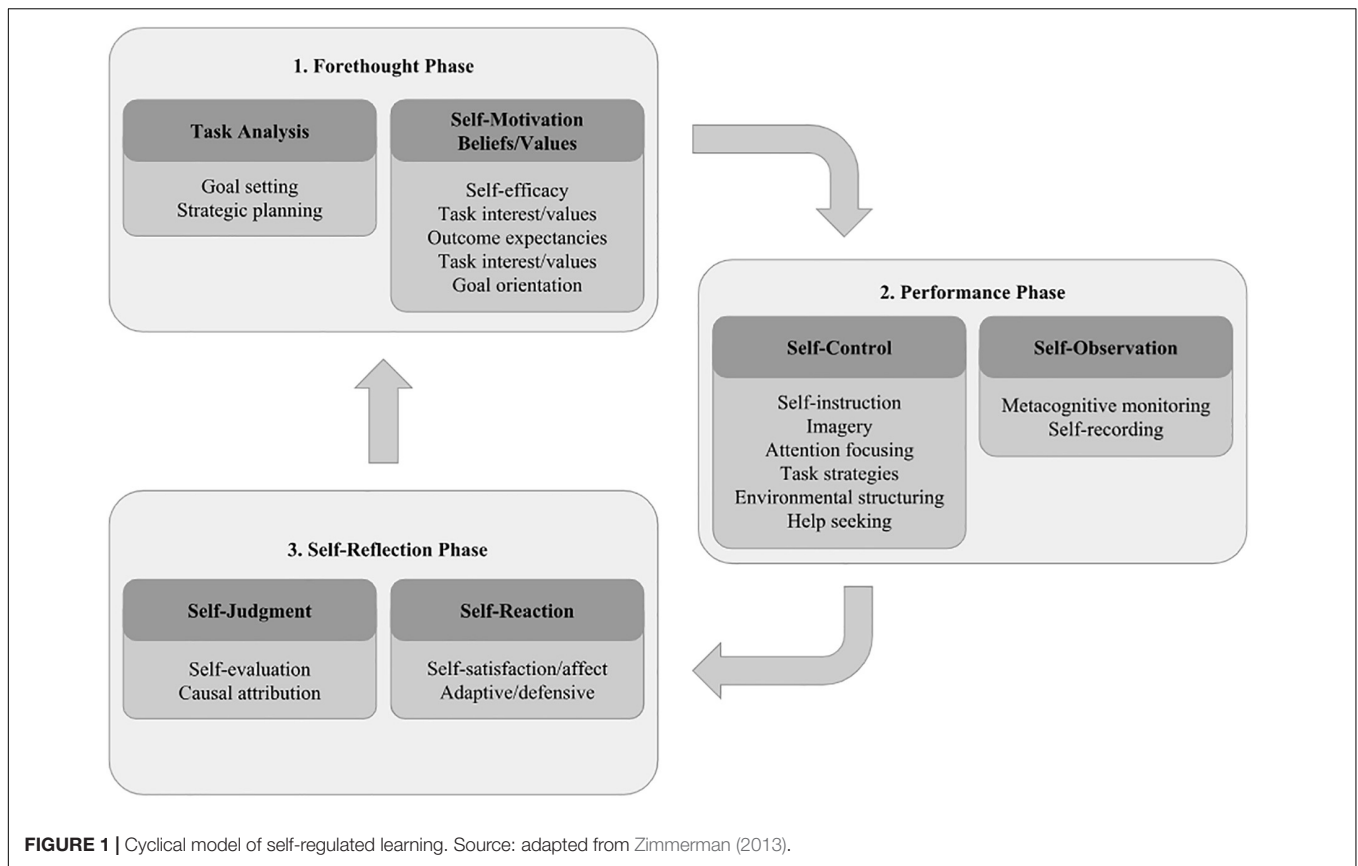 1. Forethought Phase
Task Analysis
Goal setting
Strategic planning
Self-Motivation
Beliefs/Values
Self-efficacy
Task interest/values
Outcome expectancies
Task interest/values
Goal orientation
2. Performance Phase
Self-Control
Self-instruction
Imagery
Attention focusing
Task strategies
Environmental structuring
Help seeking
Self-Observation
Metacognitive monitoring
Self-recording
3. Self-Reflection Phase
Self-Judgment
Self-evaluation
Causal attribution
Self-Reaction
Self-satisfaction/affect
Adaptive/defensive
FIGURE 1 | Cyclical model of self-regulated learning. Source: adapted from Zimmerman (2013).